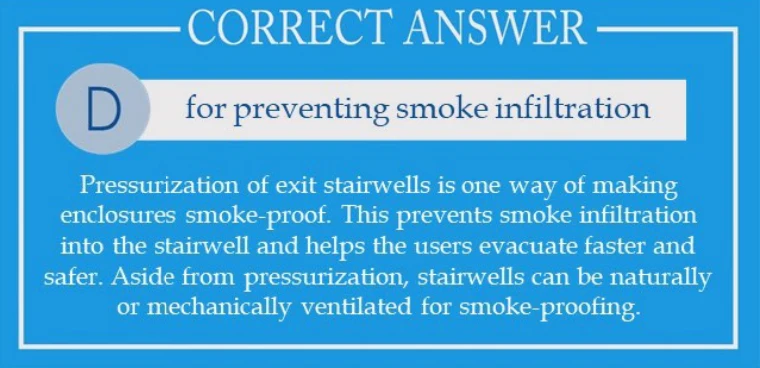 CORRECT ANSWER
D
for preventing smoke infiltration
Pressurization of exit stairwells is one way of making
enclosures smoke-proof. This prevents smoke infiltration
into the stairwell and helps the users evacuate faster and
safer. Aside from pressurization, stairwells can be naturally
or mechanically ventilated for smoke-proofing.